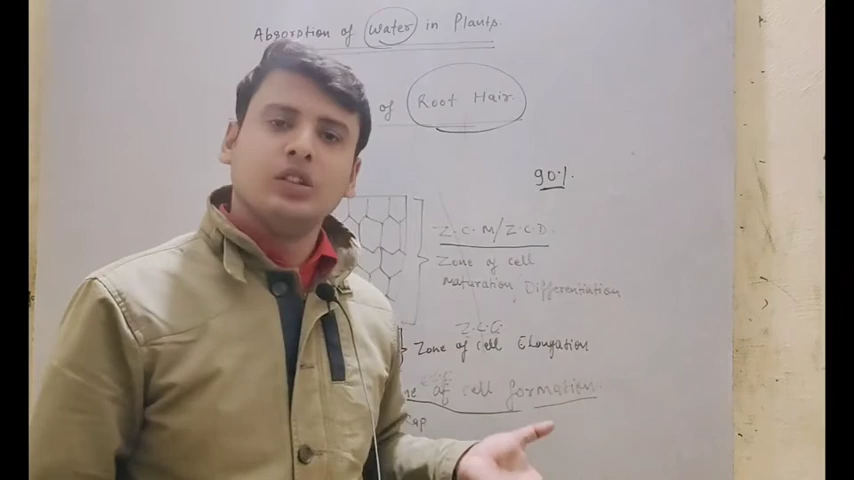 Absorption of Water in Plants.
of Root Hair.
90%.
Z.C.M/Z.C.D.
Zone of cell
Maturation, Differentiation
Z.C.E.
Zone of cell Elongation
ne of cell formation.
Cap